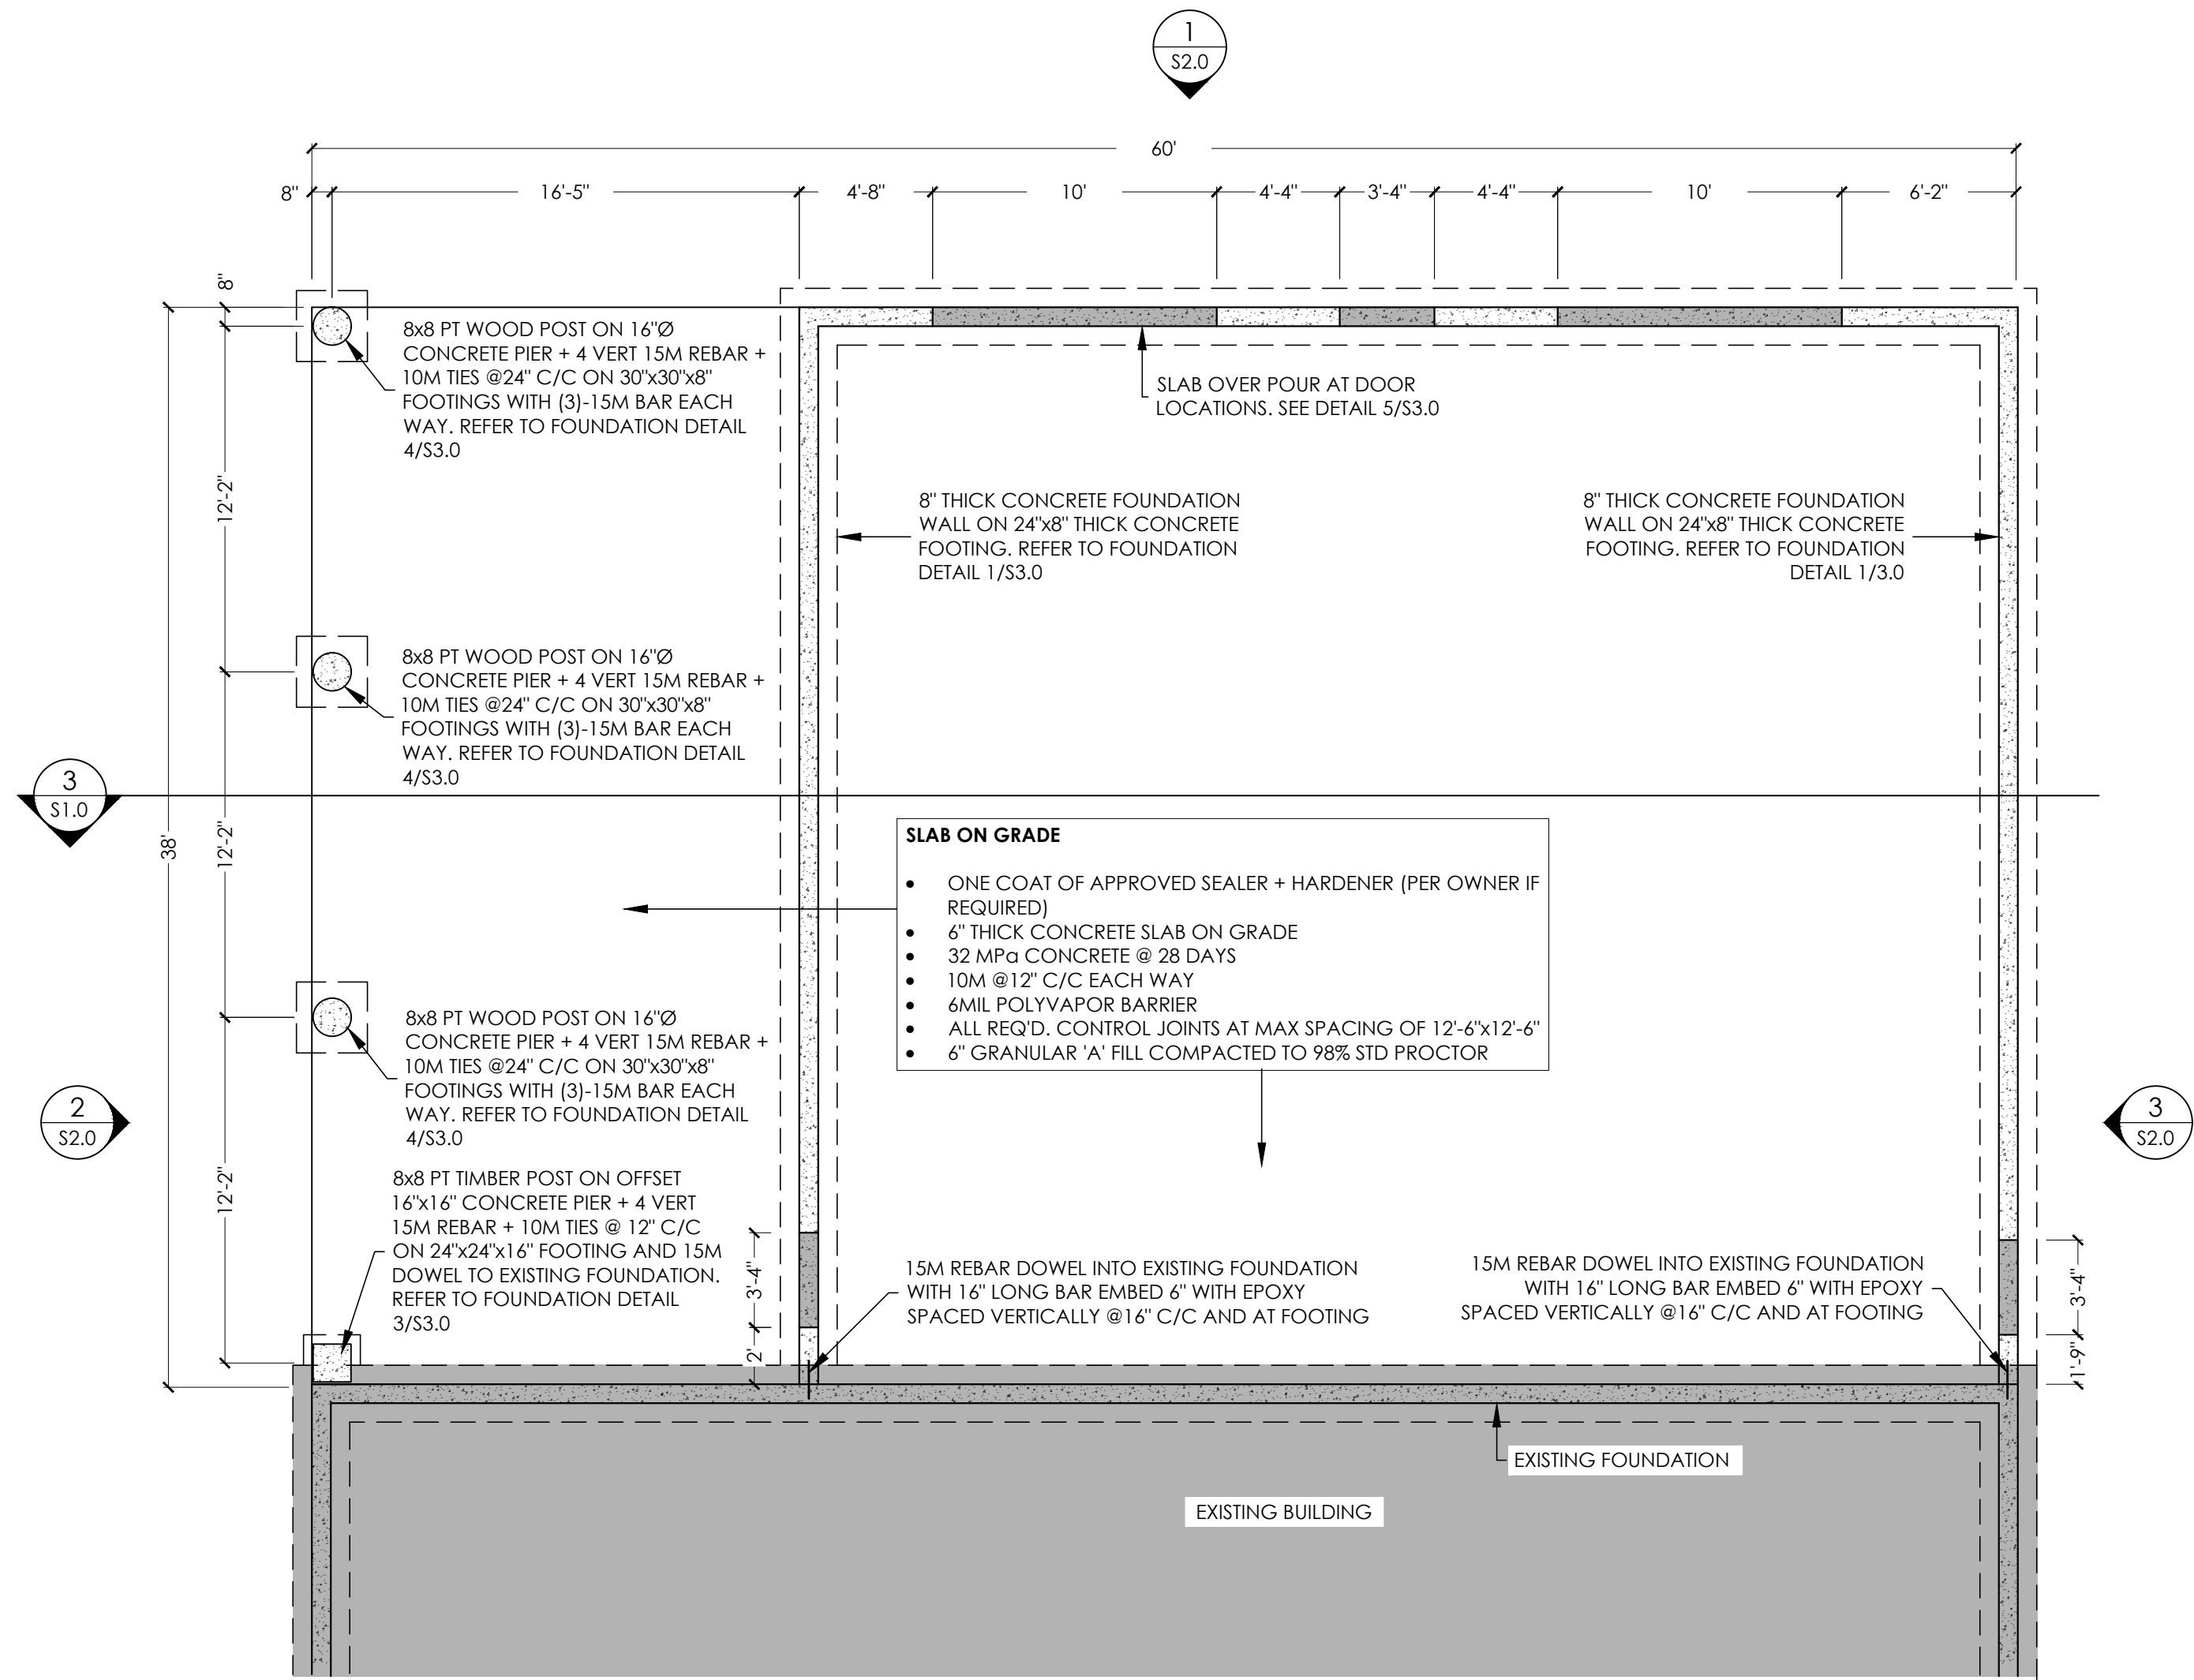 1
S2.0
60'
8"
16'-5"
4'-8"
10'
4'-4"
3'-4"
4'-4"
10'
6'-2"
8"
8x8 PT WOOD POST ON 16"Ø
CONCRETE PIER + 4 VERT 15M REBAR +
10M TIES @24" C/C ON 30"x30"x8"
FOOTINGS WITH (3)-15M BAR EACH
WAY. REFER TO FOUNDATION DETAIL
4/S3.0
SLAB OVER POUR AT DOOR
LOCATIONS. SEE DETAIL 5/S3.0
12'-2"
8" THICK CONCRETE FOUNDATION
WALL ON 24"x8" THICK CONCRETE
FOOTING. REFER TO FOUNDATION
DETAIL 1/S3.0
8" THICK CONCRETE FOUNDATION
WALL ON 24"x8" THICK CONCRETE
FOOTING. REFER TO FOUNDATION
DETAIL 1/3.0
8x8 PT WOOD POST ON 16"Ø
CONCRETE PIER + 4 VERT 15M REBAR +
10M TIES @24" C/C ON 30"x30"x8"
FOOTINGS WITH (3)-15M BAR EACH
WAY. REFER TO FOUNDATION DETAIL
4/S3.0
3
S1.0
38'
12'-2"
SLAB ON GRADE
• ONE COAT OF APPROVED SEALER + HARDENER (PER OWNER IF
REQUIRED)
• 6" THICK CONCRETE SLAB ON GRADE
• 32 MPa CONCRETE @ 28 DAYS
• 10M @12" C/C EACH WAY
• 6MIL POLYVAPOR BARRIER
• ALL REQ'D. CONTROL JOINTS AT MAX SPACING OF 12'-6"x12'-6"
• 6" GRANULAR 'A' FILL COMPACTED TO 98% STD PROCTOR
8x8 PT WOOD POST ON 16"Ø
CONCRETE PIER + 4 VERT 15M REBAR +
10M TIES @24" C/C ON 30"x30"x8"
FOOTINGS WITH (3)-15M BAR EACH
WAY. REFER TO FOUNDATION DETAIL
4/S3.0
2
S2.0
3
S2.0
12'-2"
8x8 PT TIMBER POST ON OFFSET
16"x16" CONCRETE PIER + 4 VERT
15M REBAR + 10M TIES @ 12" C/C
ON 24"x24"x16" FOOTING AND 15M
DOWEL TO EXISTING FOUNDATION.
REFER TO FOUNDATION DETAIL
3/S3.0
3'-4"
2'
15M REBAR DOWEL INTO EXISTING FOUNDATION
WITH 16" LONG BAR EMBED 6" WITH EPOXY
SPACED VERTICALLY @16" C/C AND AT FOOTING
15M REBAR DOWEL INTO EXISTING FOUNDATION
WITH 16" LONG BAR EMBED 6" WITH EPOXY
SPACED VERTICALLY @16" C/C AND AT FOOTING
3'-4"
1'-9"
EXISTING FOUNDATION
EXISTING BUILDING